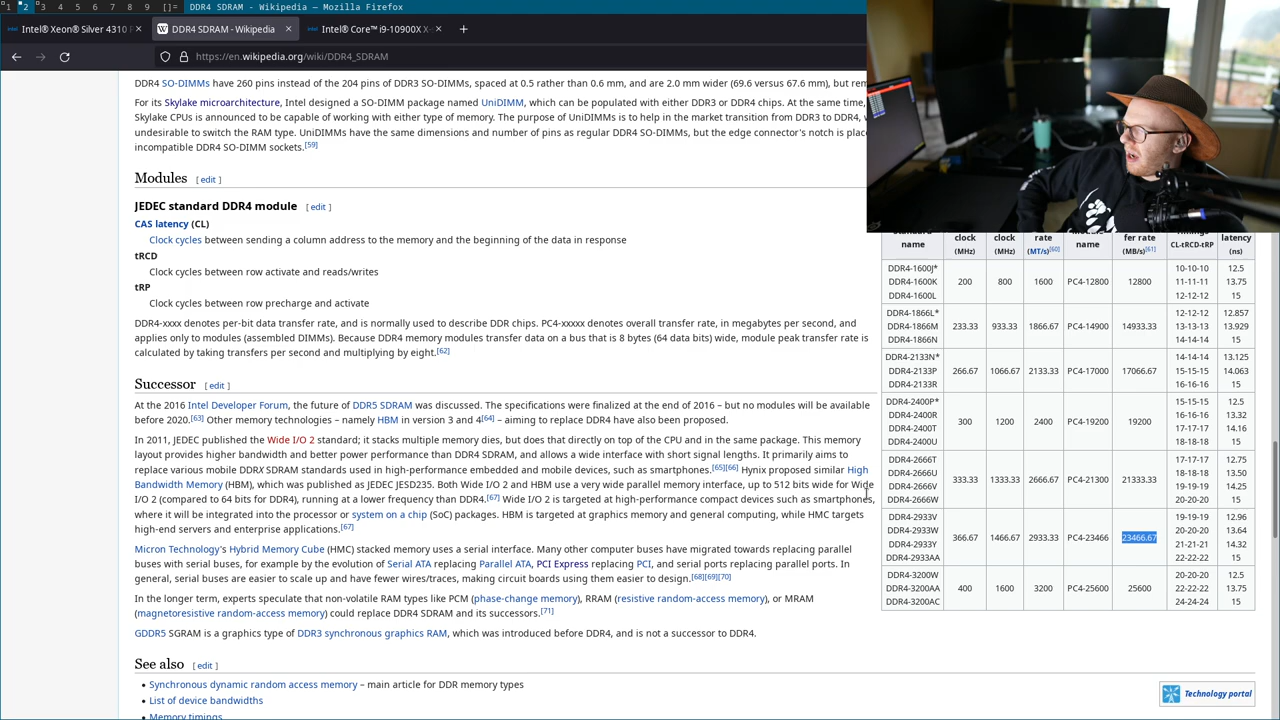 1 2 3 4 5 6 7 8 9 []= DDR4 SDRAM - Wikipedia — Mozilla Firefox
Intel® Xeon® Silver 4310 DDR4 SDRAM - Wikipedia Intel® Core™ i9-10900X X-
https://en.wikipedia.org/wiki/DDR4_SDRAM
DDR4 SO-DIMMs have 260 pins instead of the 204 pins of DDR3 SO-DIMMs, spaced at 0.5 rather than 0.6 mm, and are 2.0 mm wider (69.6 versus 67.6 mm), but
For its Skylake microarchitecture, Intel designed a SO-DIMM package named UniDIMM, which can be populated with either DDR3 or DDR4 chips. At the same time,
Skylake CPUs is announced to be capable of working with either type of memory. The purpose of UniDIMMs is to help in the market transition from DDR3 to DDR4,
undesirable to switch the RAM type. UniDIMMs have the same dimensions and number of pins as regular DDR4 SO-DIMMs, but the edge connector's notch is
incompatible DDR4 SO-DIMM sockets.[59]
Modules [ edit ]
JEDEC standard DDR4 module [ edit ]
CAS latency (CL)
Clock cycles between sending a column address to the memory and the beginning of the data in response
tRCD
Clock cycles between row activate and reads/writes
tRP
Clock cycles between row precharge and activate
DDR4-xxxx denotes per-bit data transfer rate, and is normally used to describe DDR chips. PC4-xxxxx denotes overall transfer rate, in megabytes per second, and
applies only to modules (assembled DIMMs). Because DDR4 memory modules transfer data on a bus that is 8 bytes (64 data bits) wide, module peak transfer rate is
calculated by taking transfers per second and multiplying by eight.[62]
Successor [ edit ]
At the 2016 Intel Developer Forum, the future of DDR5 SDRAM was discussed. The specifications were finalized at the end of 2016 – but no modules will be available
before 2020.[63] Other memory technologies – namely HBM in version 3 and 4[64] – aiming to replace DDR4 have also been proposed.
In 2011, JEDEC published the Wide I/O 2 standard; it stacks multiple memory dies, but does that directly on top of the CPU and in the same package. This memory
layout provides higher bandwidth and better power performance than DDR4 SDRAM, and allows a wide interface with short signal lengths. It primarily aims to
replace various mobile DDRX SDRAM standards used in high-performance embedded and mobile devices, such as smartphones.[65][66] Hynix proposed similar High
Bandwidth Memory (HBM), which was published as JEDEC JESD235. Both Wide I/O 2 and HBM use a very wide parallel memory interface, up to 512 bits wide for Wide
I/O 2 (compared to 64 bits for DDR4), running at a lower frequency than DDR4.[67] Wide I/O 2 is targeted at high-performance compact devices such as smartphones,
where it will be integrated into the processor or system on a chip (SoC) packages. HBM is targeted at graphics memory and general computing, while HMC targets
high-end servers and enterprise applications.[67]
Micron Technology's Hybrid Memory Cube (HMC) stacked memory uses a serial interface. Many other computer buses have migrated towards replacing parallel
buses with serial buses, for example by the evolution of Serial ATA replacing Parallel ATA, PCI Express replacing PCI, and serial ports replacing parallel ports. In
general, serial buses are easier to scale up and have fewer wires/traces, making circuit boards using them easier to design.[68][69][70]
In the longer term, experts speculate that non-volatile RAM types like PCM (phase-change memory), RRAM (resistive random-access memory), or MRAM
(magnetoresistive random-access memory) could replace DDR4 SDRAM and its successors.[71]
GDDR5 SGRAM is a graphics type of DDR3 synchronous graphics RAM, which was introduced before DDR4, and is not a successor to DDR4.
See also [ edit ]
• Synchronous dynamic random access memory – main article for DDR memory types
• List of device bandwidths
• Memory timings
name clock (MHz) clock (MHz) rate (MT/s)[60] name fer rate (MB/s)[61] CL-tRCD-tRP latency (ns)
DDR4-1600J* 10-10-10 12.5
DDR4-1600K 200 800 1600 PC4-12800 12800 11-11-11 13.75
DDR4-1600L 12-12-12 15
DDR4-1866L* 12-12-12 12.857
DDR4-1866M 233.33 933.33 1866.67 PC4-14900 14933.33 13-13-13 13.929
DDR4-1866N 14-14-14 15
DDR4-2133N* 14-14-14 13.125
DDR4-2133P 266.67 1066.67 2133.33 PC4-17000 17066.67 15-15-15 14.063
DDR4-2133R 16-16-16 15
DDR4-2400P* 15-15-15 12.5
DDR4-2400R 16-16-16 13.32
300 1200 2400 PC4-19200 19200
DDR4-2400T 17-17-17 14.16
DDR4-2400U 18-18-18 15
DDR4-2666T 17-17-17 12.75
DDR4-2666U 18-18-18 13.50
333.33 1333.33 2666.67 PC4-21300 21333.33
DDR4-2666V 19-19-19 14.25
DDR4-2666W 20-20-20 15
DDR4-2933V 19-19-19 12.96
DDR4-2933W 20-20-20 13.64
366.67 1466.67 2933.33 PC4-23466 23466.67
DDR4-2933Y 21-21-21 14.32
DDR4-2933AA 22-22-22 15
DDR4-3200W 20-20-20 12.5
DDR4-3200AA 400 1600 3200 PC4-25600 25600 22-22-22 13.75
DDR4-3200AC 24-24-24 15
Technology portal